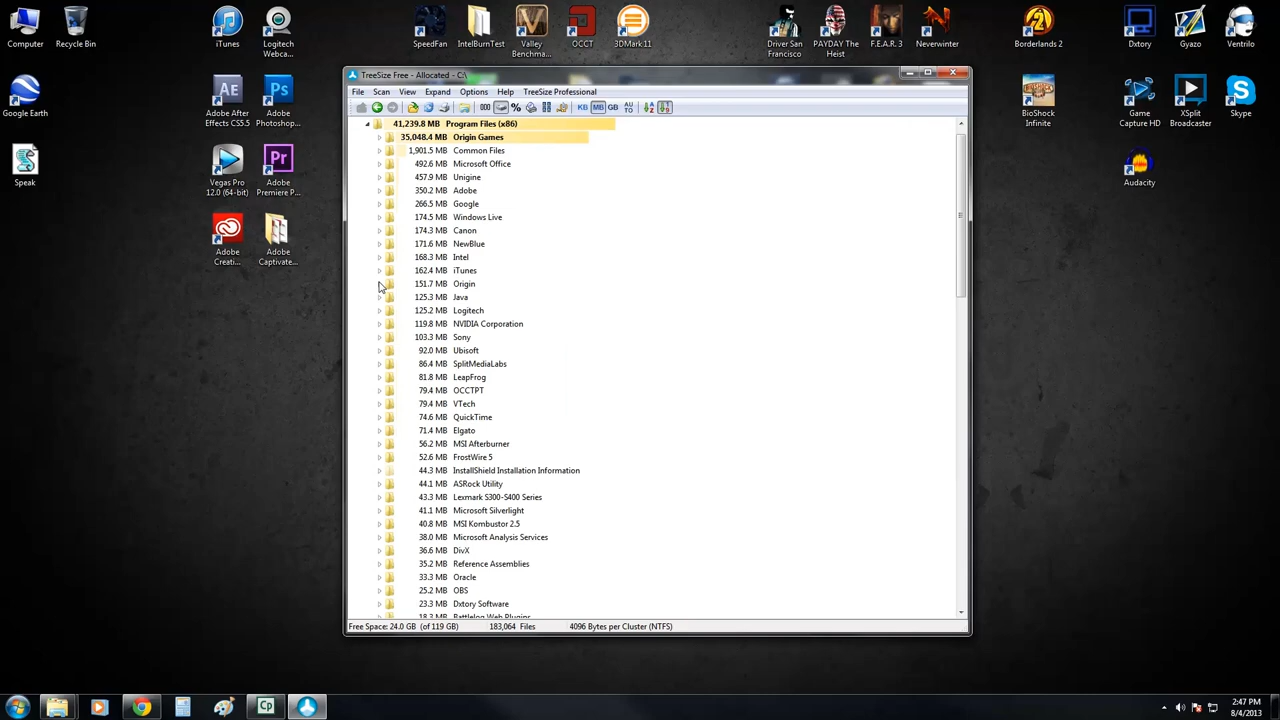 Computer
Recycle Bin
iTunes
Logitech Webca...
SpeedFan
IntelBurnTest
Valley Benchma...
OCCT
3DMark11
Driver San Francisco
PAYDAY The Heist
F.E.A.R. 3
Neverwinter
Borderlands 2
Dxtory
Gyazo
Ventrilo
Google Earth
Adobe After Effects CS5.5
Adobe Photoshop...
BioShock Infinite
Game Capture HD
XSplit Broadcaster
Skype
Speak
Vegas Pro 12.0 (64-bit)
Adobe Premiere P...
Audacity
Adobe Creati...
Adobe Captivate...
TreeSize Free - Allocated - C:\
File Scan View Expand Options Help TreeSize Professional
000 % KB MB GB AU TO
41,239.8 MB Program Files (x86)
35,048.4 MB Origin Games
1,901.5 MB Common Files
492.6 MB Microsoft Office
457.9 MB Unigine
350.2 MB Adobe
266.5 MB Google
174.5 MB Windows Live
174.3 MB Canon
171.6 MB NewBlue
168.3 MB Intel
162.4 MB iTunes
151.7 MB Origin
125.3 MB Java
125.2 MB Logitech
119.8 MB NVIDIA Corporation
103.3 MB Sony
92.0 MB Ubisoft
86.4 MB SplitMediaLabs
81.8 MB LeapFrog
79.4 MB OCCTPT
79.4 MB VTech
74.6 MB QuickTime
71.4 MB Elgato
56.2 MB MSI Afterburner
52.6 MB FrostWire 5
44.3 MB InstallShield Installation Information
44.1 MB ASRock Utility
43.3 MB Lexmark S300-S400 Series
41.1 MB Microsoft Silverlight
40.8 MB MSI Kombustor 2.5
38.0 MB Microsoft Analysis Services
36.6 MB DivX
35.2 MB Reference Assemblies
33.3 MB Oracle
25.2 MB OBS
23.3 MB Dxtory Software
18.3 MB Battlelog Web Plugins
Free Space: 24.0 GB (of 119 GB) 183,064 Files 4096 Bytes per Cluster (NTFS)
2:47 PM
8/4/2013